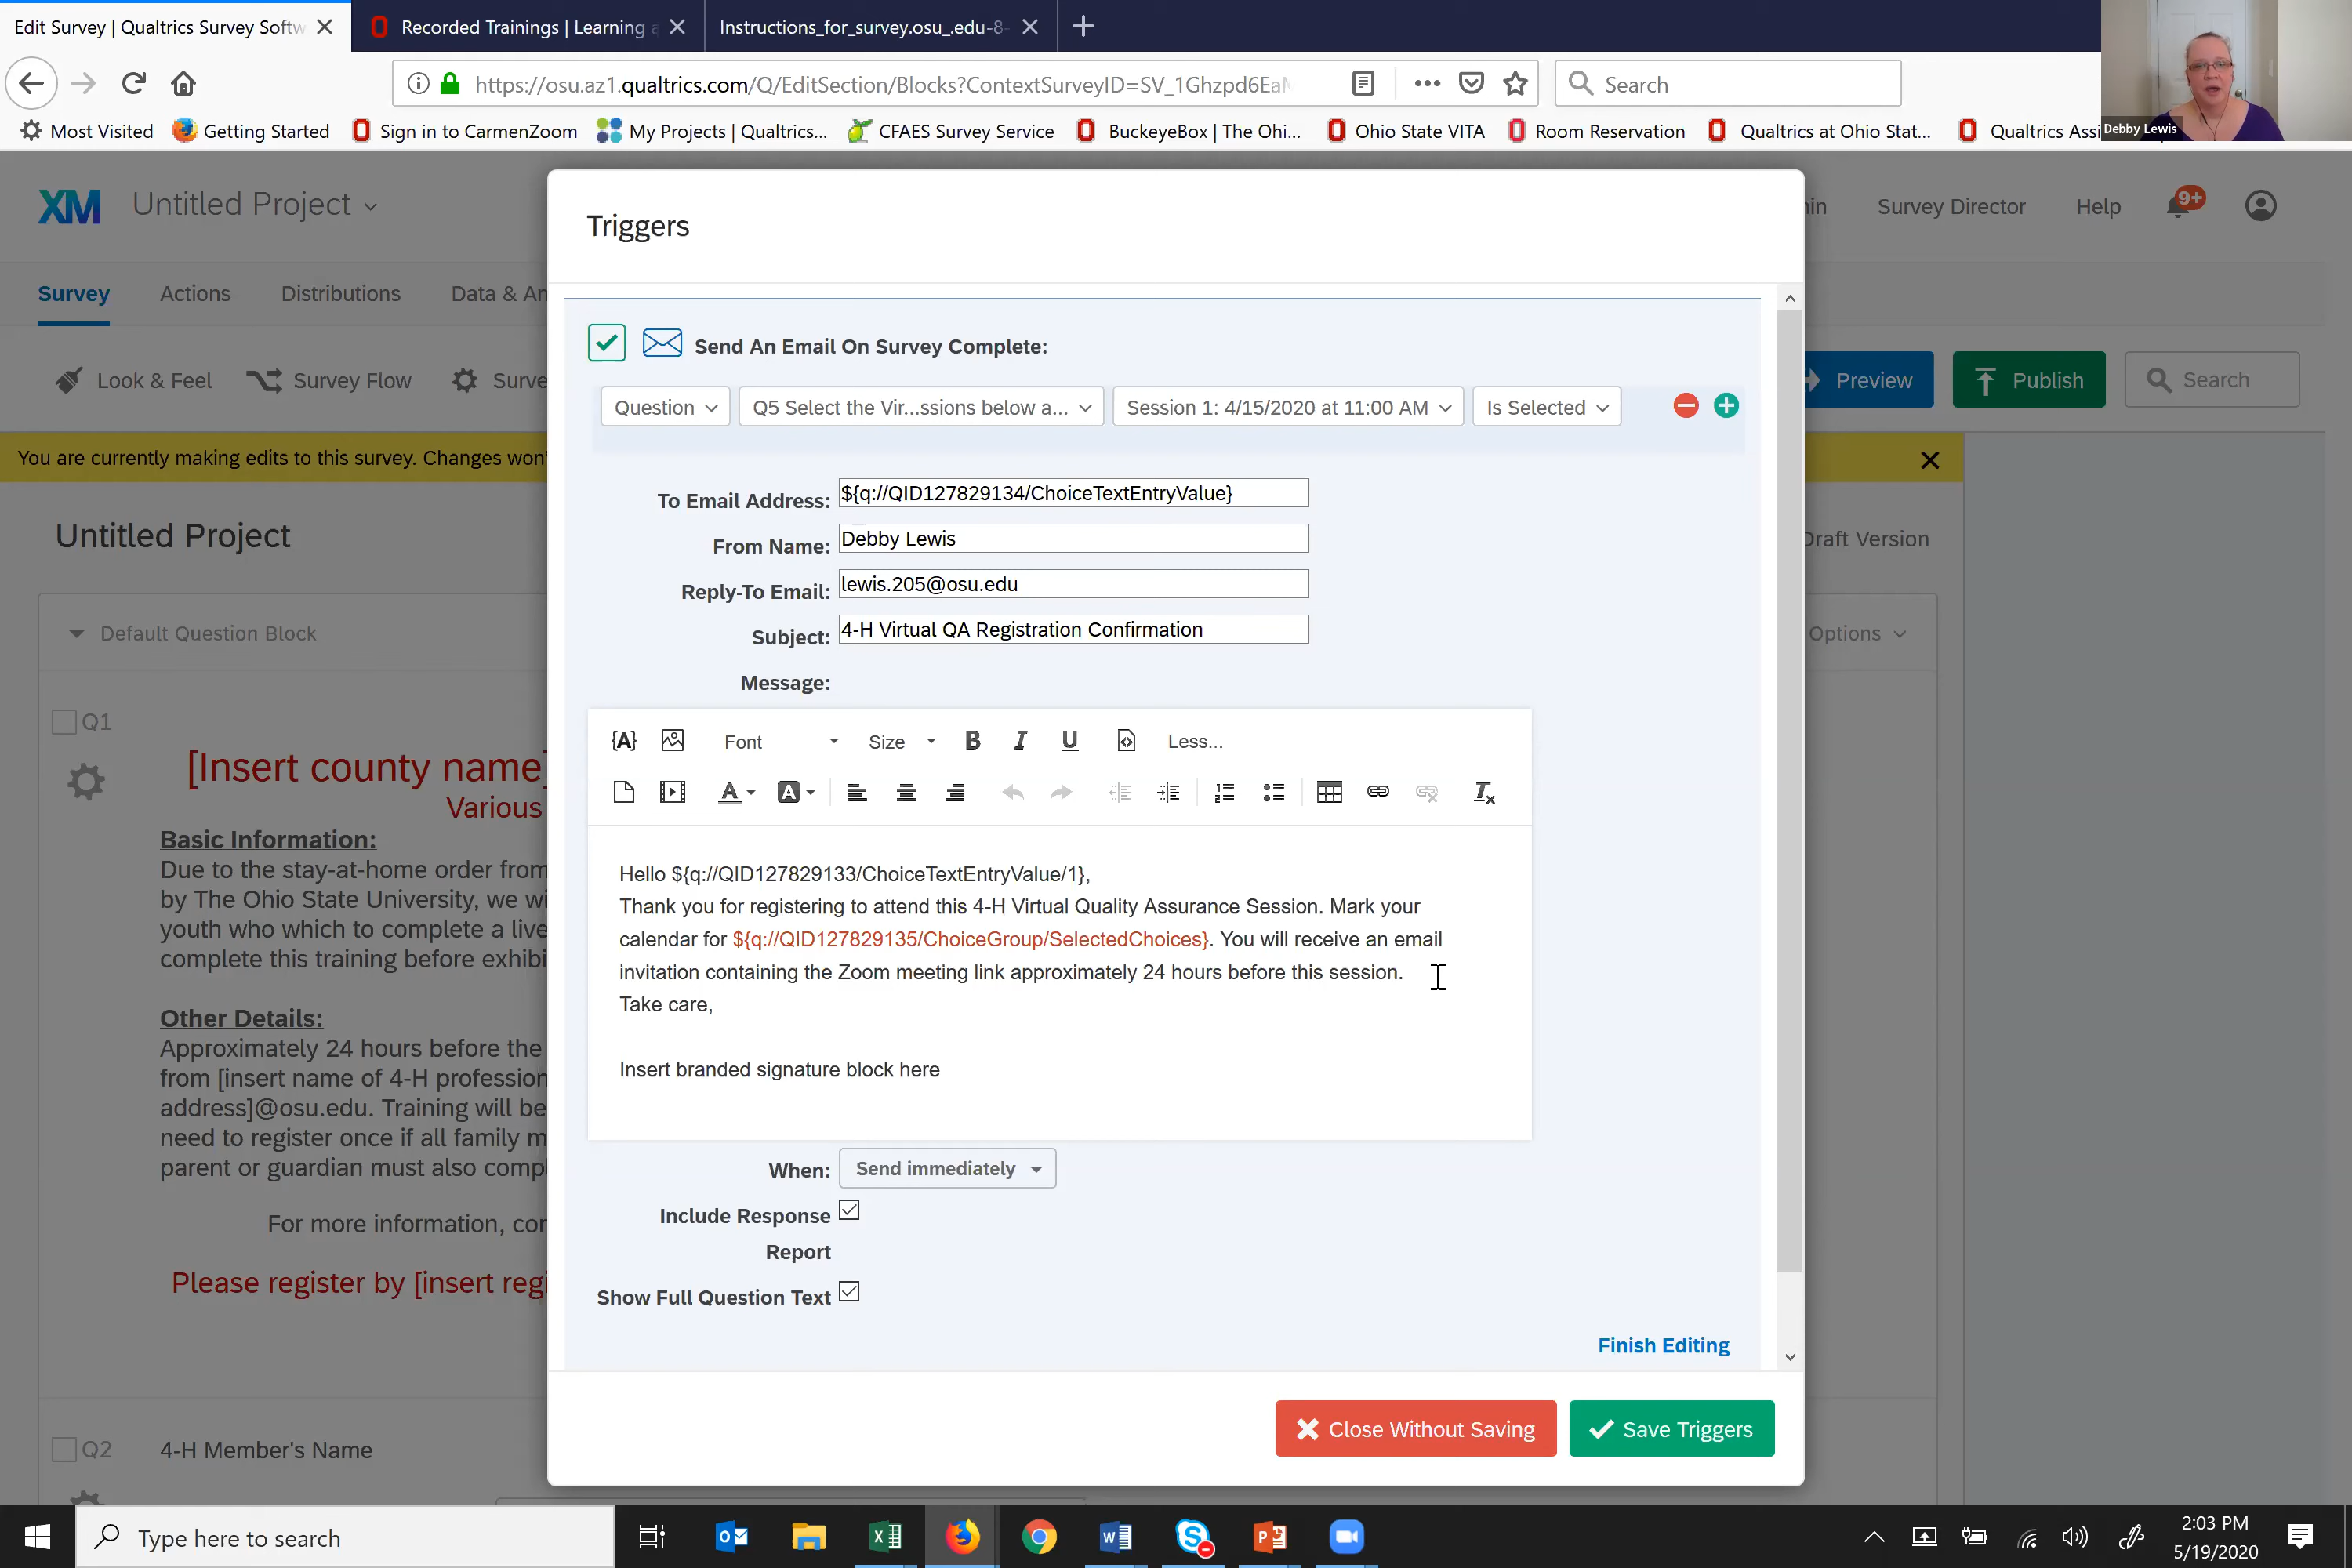 Edit Survey | Qualtrics Survey Softw
Recorded Trainings | Learning a
Instructions_for_survey.osu_.edu-8-
https://osu.az1.qualtrics.com/Q/EditSection/Blocks?ContextSurveyID=SV_1Ghzpd6EaM
Search
Most Visited
Getting Started
Sign in to CarmenZoom
My Projects | Qualtrics...
CFAES Survey Service
BuckeyeBox | The Ohi...
Ohio State VITA
Room Reservation
Qualtrics at Ohio Stat...
Qualtrics Assi
Debby Lewis
XM
Untitled Project
Survey Director
Help
9+
Triggers
Survey
Actions
Distributions
Data & An
Look & Feel
Survey Flow
Surve
Preview
Publish
Search
Send An Email On Survey Complete:
Question
Q5 Select the Vir...ssions below a...
Session 1: 4/15/2020 at 11:00 AM
Is Selected
You are currently making edits to this survey. Changes won'
To Email Address: ${q://QID127829134/ChoiceTextEntryValue}
From Name: Debby Lewis
Reply-To Email: lewis.205@osu.edu
Subject: 4-H Virtual QA Registration Confirmation
Message:
Untitled Project
Draft Version
Default Question Block
Options
Q1
[Insert county name]
Various
Basic Information:
Due to the stay-at-home order from
by The Ohio State University, we wi
youth who which to complete a live
complete this training before exhibi
Other Details:
Approximately 24 hours before the
from [insert name of 4-H profession
address]@osu.edu. Training will be
need to register once if all family m
parent or guardian must also comp
For more information, con
Please register by [insert regi
Q2
4-H Member's Name
{A}
Font
Size
B
I
U
Less...
Hello ${q://QID127829133/ChoiceTextEntryValue/1},
Thank you for registering to attend this 4-H Virtual Quality Assurance Session. Mark your
calendar for ${q://QID127829135/ChoiceGroup/SelectedChoices}. You will receive an email
invitation containing the Zoom meeting link approximately 24 hours before this session.
Take care,
Insert branded signature block here
When: Send immediately
Include Response
Report
Show Full Question Text
Finish Editing
Close Without Saving
Save Triggers
Type here to search
2:03 PM
5/19/2020